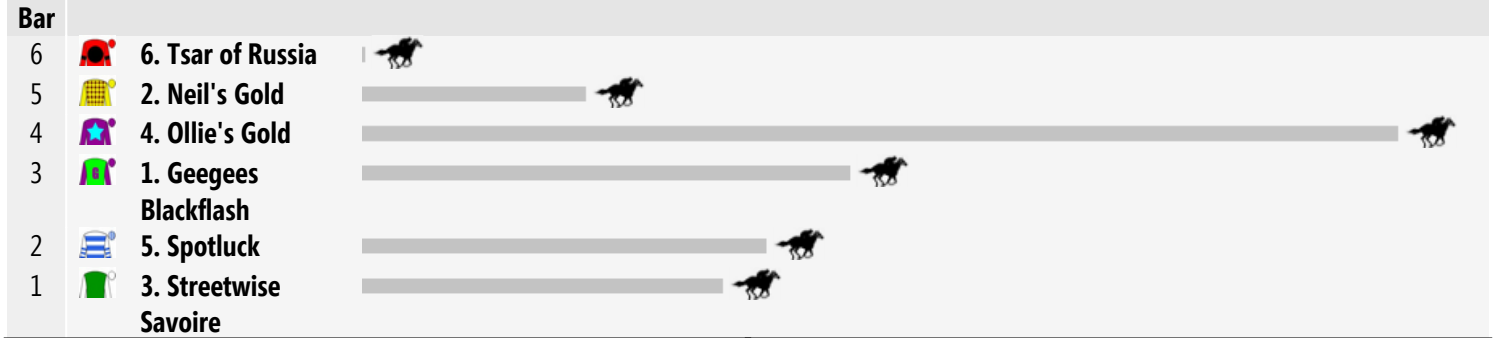 Bar
6 6. Tsar of Russia
5 2. Neil's Gold
4 4. Ollie's Gold
3 G 1. Geegees
Blackflash
2 5. Spotluck
1 3. Streetwise
Savoire